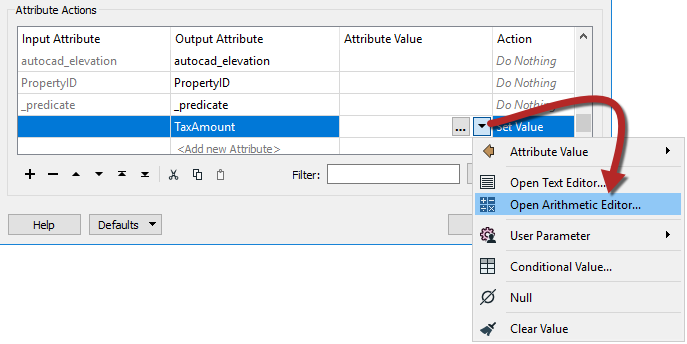 Attribute Actions
Input Attribute Output Attribute Attribute Value Action
autocad_elevation autocad_elevation Do Nothing
PropertyID PropertyID Do Nothing
_predicate _predicate Do Nothing
TaxAmount ... Set Value
<Add new Attribute>
Filter:
Help Defaults
Attribute Value
Open Text Editor...
Open Arithmetic Editor...
User Parameter
Conditional Value...
Null
Clear Value